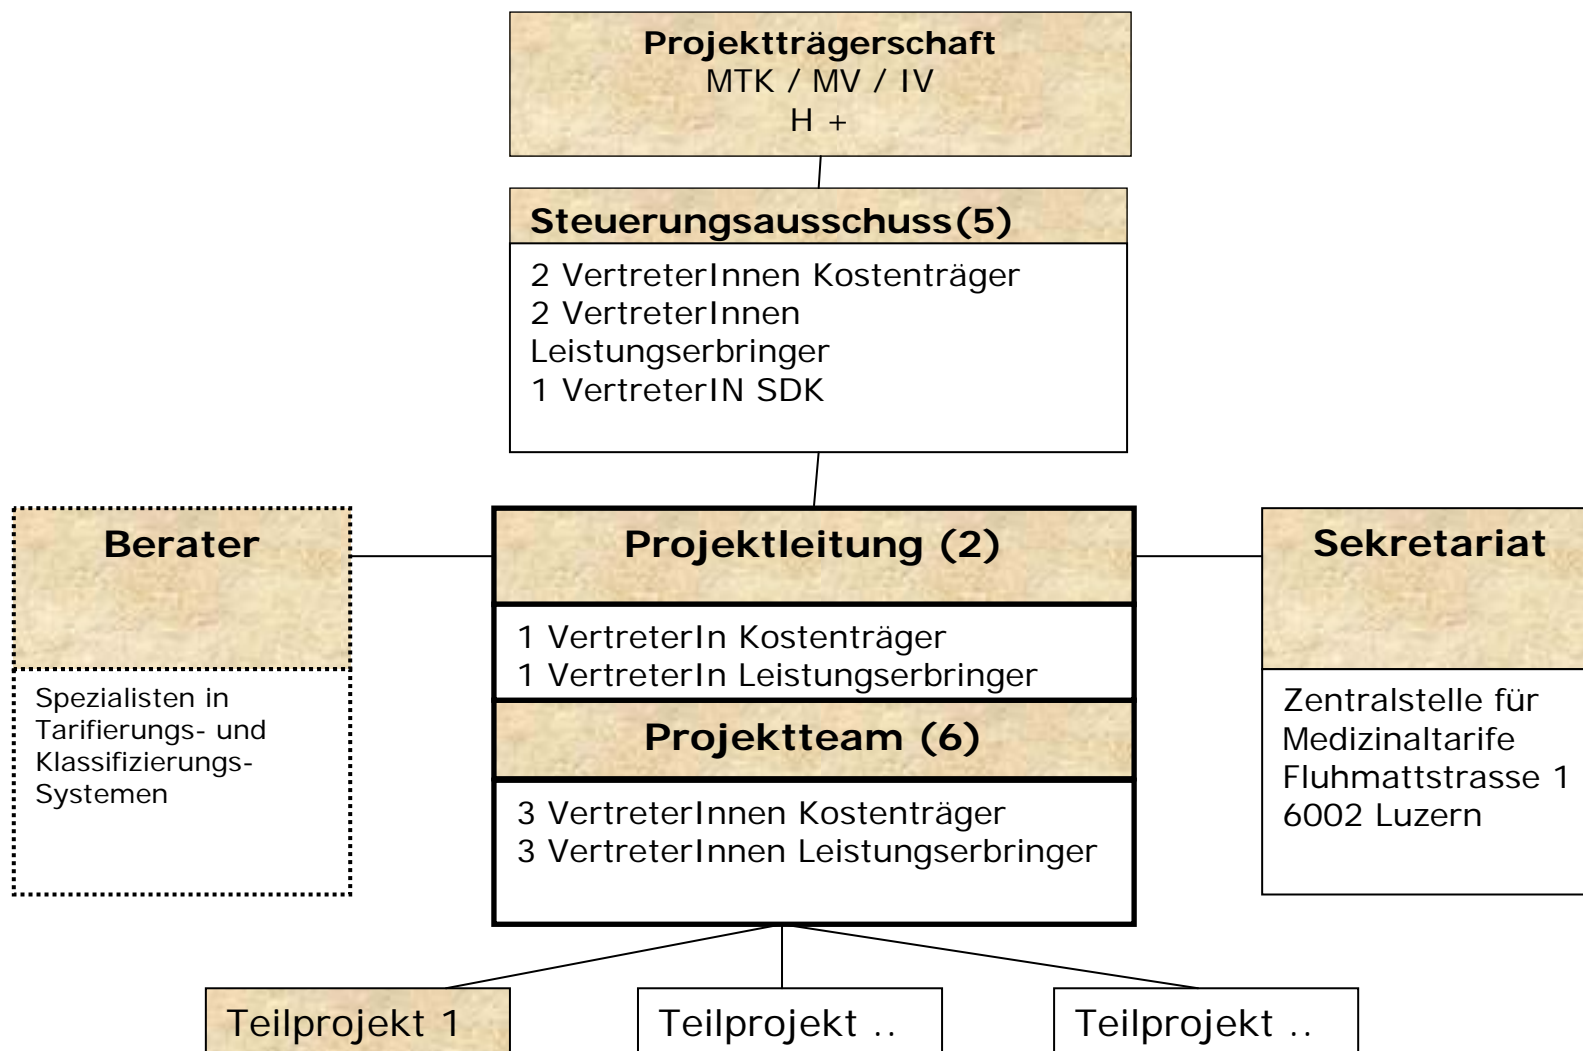 Projektträgerschaft
MTK / MV / IV
H +
Steuerungsausschuss(5)
2 VertreterInnen Kostenträger
2 VertreterInnen
Leistungserbringer
1 VertreterIN SDK
Berater
Spezialisten in
Tarifierungs- und
Klassifizierungs-
Systemen
Projektleitung (2)
1 VertreterIn Kostenträger
1 VertreterIn Leistungserbringer
Projektteam (6)
3 VertreterInnen Kostenträger
3 VertreterInnen Leistungserbringer
Sekretariat
Zentralstelle für
Medizinaltarife
Fluhmattstrasse 1
6002 Luzern
Teilprojekt 1
Teilprojekt ..
Teilprojekt ..